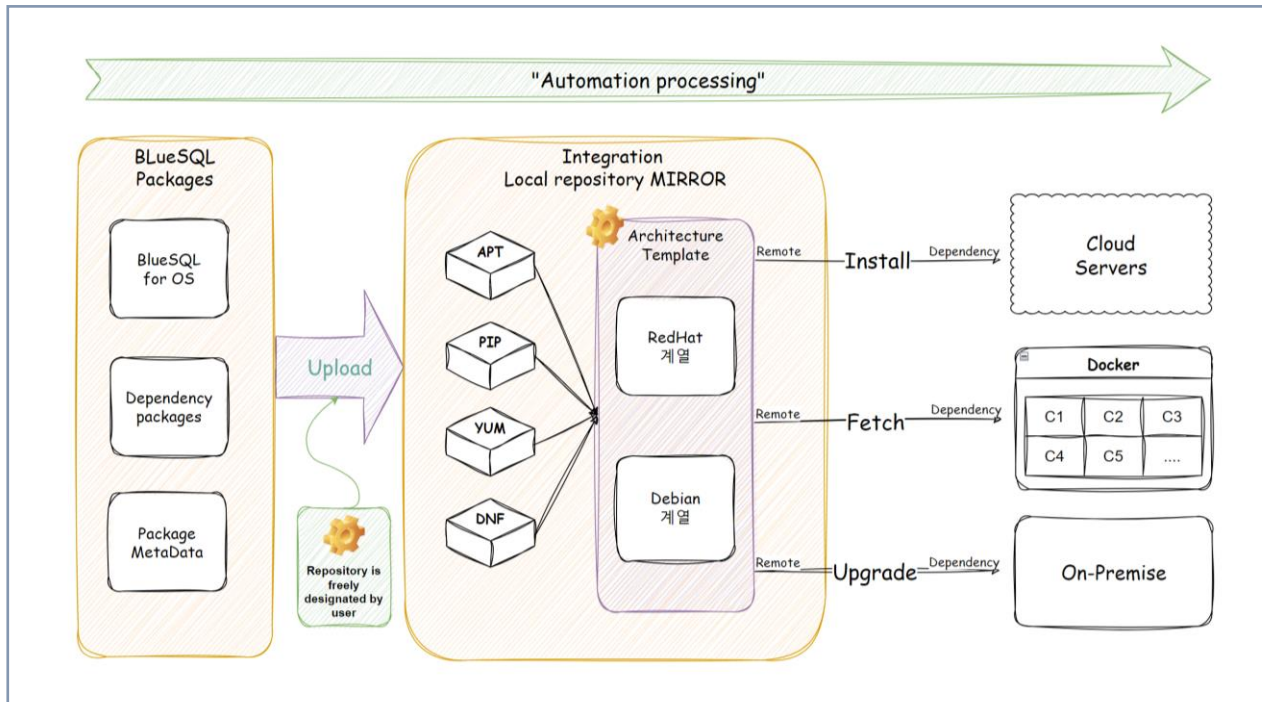 "Automation processing"
BLueSQL
Packages
BlueSQL
for OS
Dependency
packages
Package
MetaData
Upload
Repository is
freely
designated by
user
Integration
Local repository MIRROR
APT
PIP
YUM
DNF
Architecture
Template
RedHat
계열
Debian
계열
Remote
Install
Dependency
Remote
Fetch
Dependency
Remote
Upgrade
Dependency
Cloud
Servers
Docker
C1 C2 C3
C4 C5 ....
On-Premise